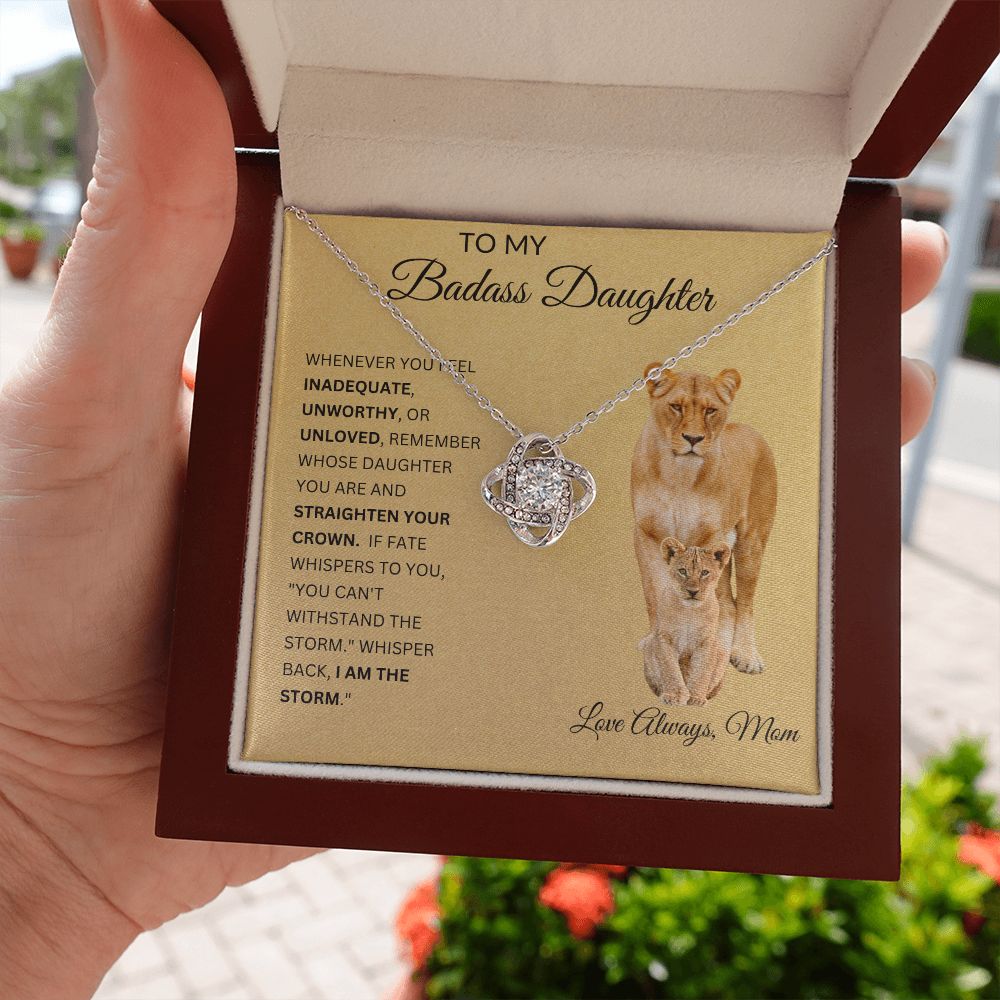 TO MY
Badass Daughter
WHENEVER YOU FEEL
INADEQUATE,
UNWORTHY, OR
UNLOVED, REMEMBER
WHOSE DAUGHTER
YOU ARE AND
STRAIGHTEN YOUR
CROWN. IF FATE
WHISPERS TO YOU,
"YOU CAN'T
WITHSTAND THE
STORM." WHISPER
BACK, I AM THE
STORM."
Love Always, Mom